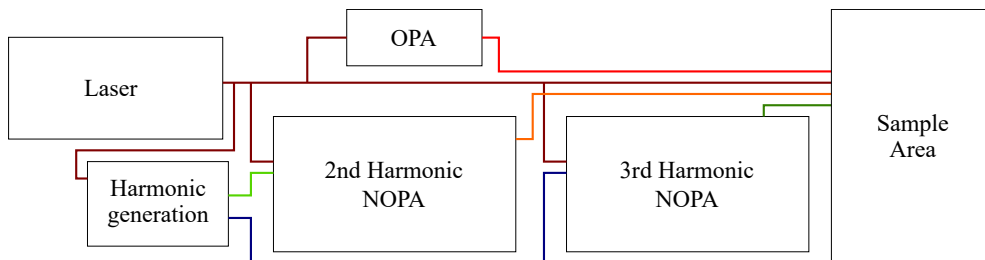 OPA
Laser
Harmonic
generation
2nd Harmonic
NOPA
3rd Harmonic
NOPA
Sample
Area